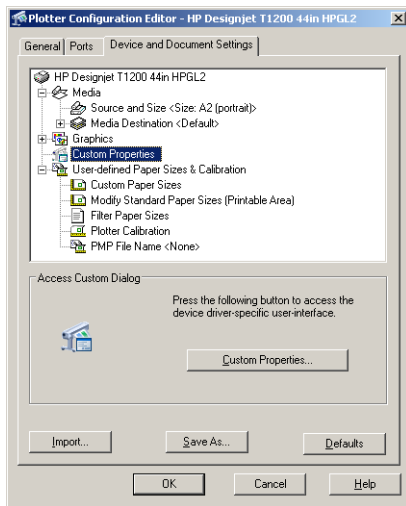 Plotter Configuration Editor - HP Designjet T1200 44in HPGL2
General
Ports
Device and Document Settings
HP Designjet T1200 44in HPGL2
Media
Source and Size <Size: A2 (portrait)>
Media Destination <Default>
Graphics
Custom Properties
User-defined Paper Sizes & Calibration
Custom Paper Sizes
Modify Standard Paper Sizes (Printable Area)
Filter Paper Sizes
Plotter Calibration
PMP File Name <None>
Access Custom Dialog
Press the following button to access the
device driver-specific user-interface.
Custom Properties...
Import...
Save As...
Defaults
OK
Cancel
Help